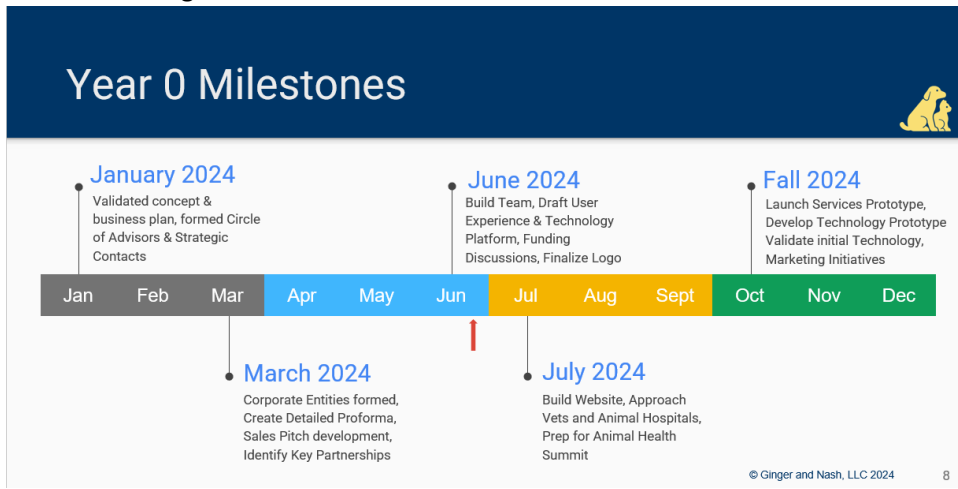 Year 0 Milestones
January 2024
Validated concept &
business plan, formed Circle
of Advisors & Strategic
Contacts
June 2024
Build Team, Draft User
Experience & Technology
Platform, Funding
Discussions, Finalize Logo
Fall 2024
Launch Services Prototype,
Develop Technology Prototype
Validate initial Technology,
Marketing Initiatives
Jan Feb Mar Apr May Jun Jul Aug Sept Oct Nov Dec
March 2024
Corporate Entities formed,
Create Detailed Proforma,
Sales Pitch development,
Identify Key Partnerships
July 2024
Build Website, Approach
Vets and Animal Hospitals,
Prep for Animal Health
Summit
© Ginger and Nash, LLC 2024 8